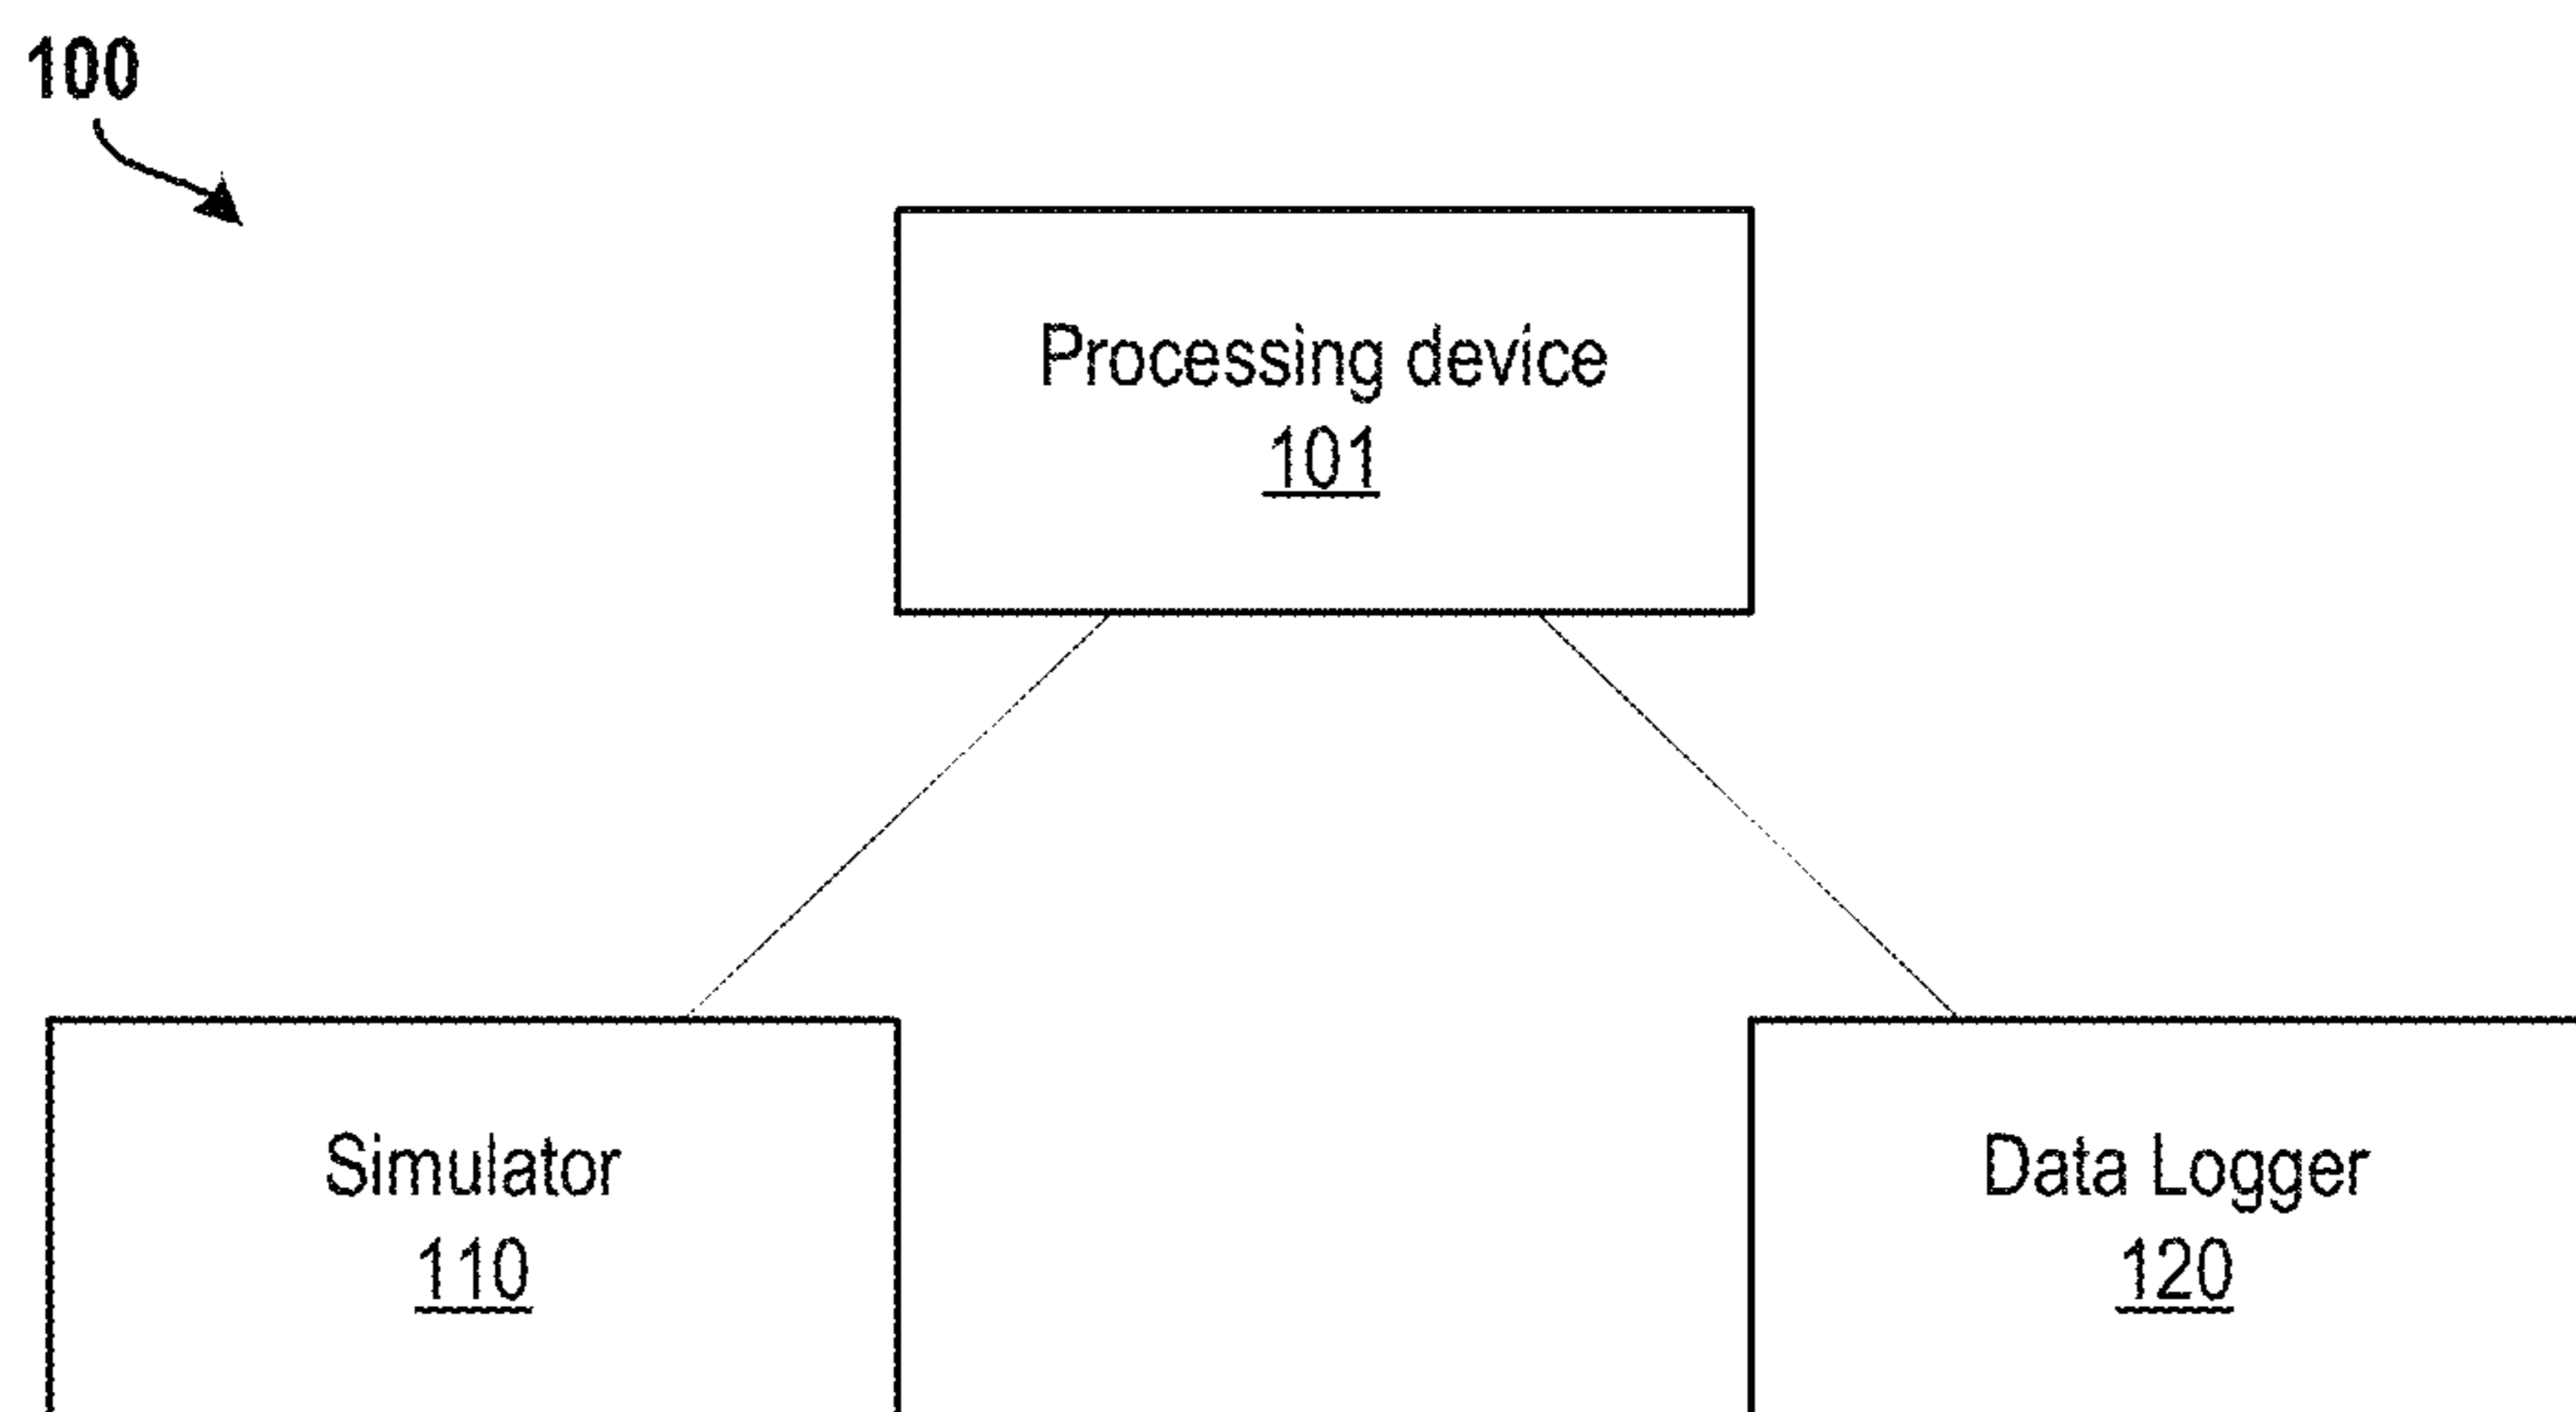 100
Processing device
101
Simulator
110
Data Logger
120